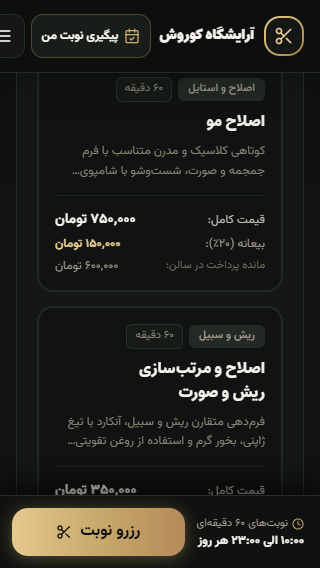 آرایشگاه کوروش
پیگیری نوبت من
اصلاح و استایل
۶۰ دقیقه
اصلاح مو
کوتاهی کلاسیک و مدرن متناسب با فرم
جمجمه و صورت، شست‌وشو با شامپوی...
قیمت کامل:
۷۵۰,۰۰۰ تومان
بیعانه (۲۰٪):
۱۵۰,۰۰۰ تومان
مانده پرداخت در سالن:
۶۰۰,۰۰۰ تومان
ریش و سبیل
۶۰ دقیقه
اصلاح و مرتب‌سازی
ریش و صورت
فرم‌دهی متقارن ریش و سبیل، آنکارد با تیغ
ژاپنی، بخور گرم و استفاده از روغن تقویتی...
قیمت کامل:
۳۵۰,۰۰۰ تومان
نوبت‌های ۶۰ دقیقه‌ای
۱۰:۰۰ الی ۲۳:۰۰ هر روز
رزرو نوبت